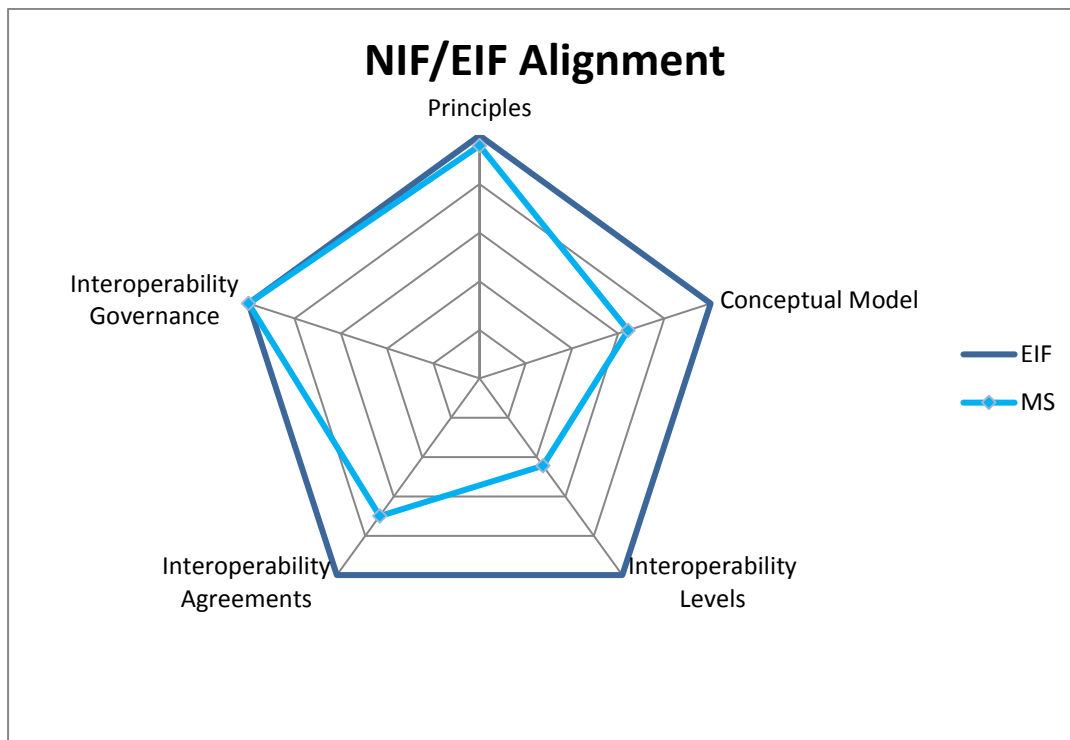 NIF/EIF Alignment
Principles
Interoperability
Governance
Conceptual Model
EIF
MS
Interoperability
Agreements
Interoperability
Levels